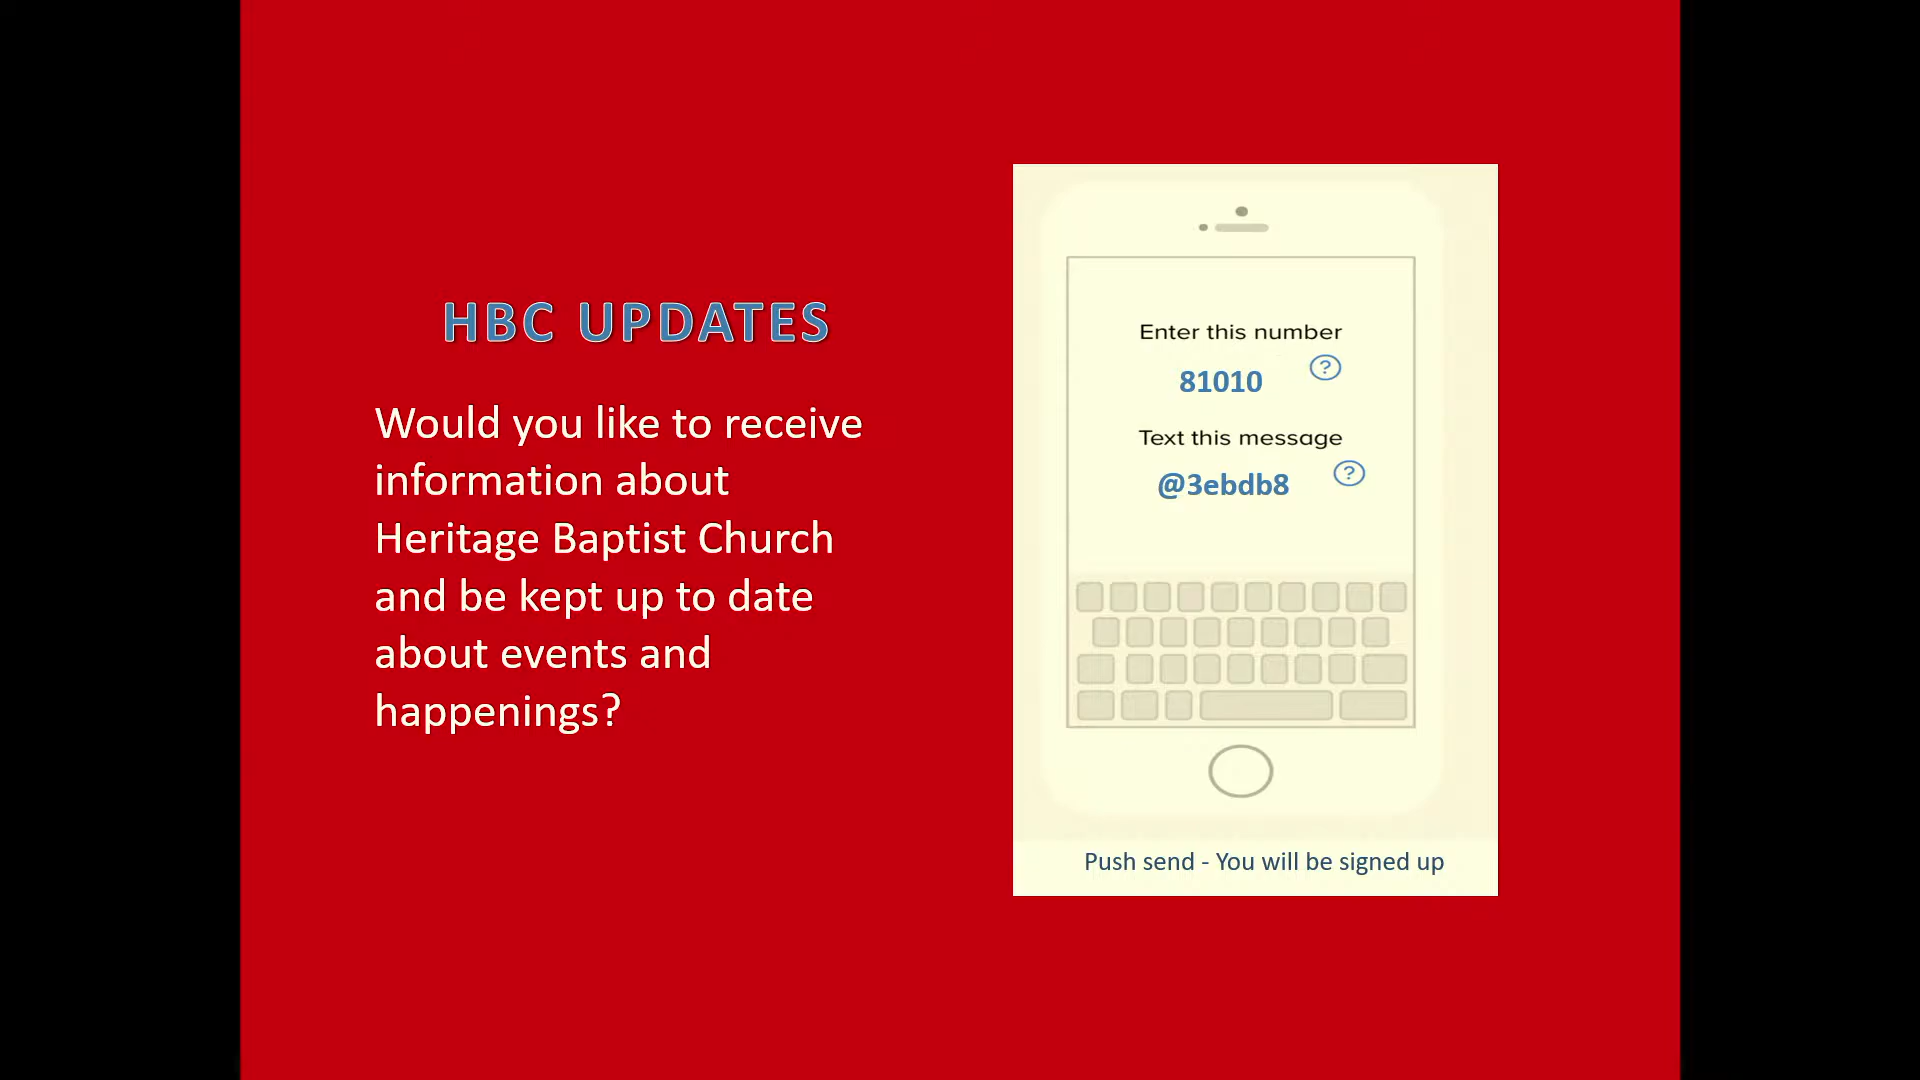 HBC UPDATES
Would you like to receive
information about
Heritage Baptist Church
and be kept up to date
about events and
happenings?
Enter this number
81010 ?
Text this message
@3ebdb8 ?
Push send - You will be signed up